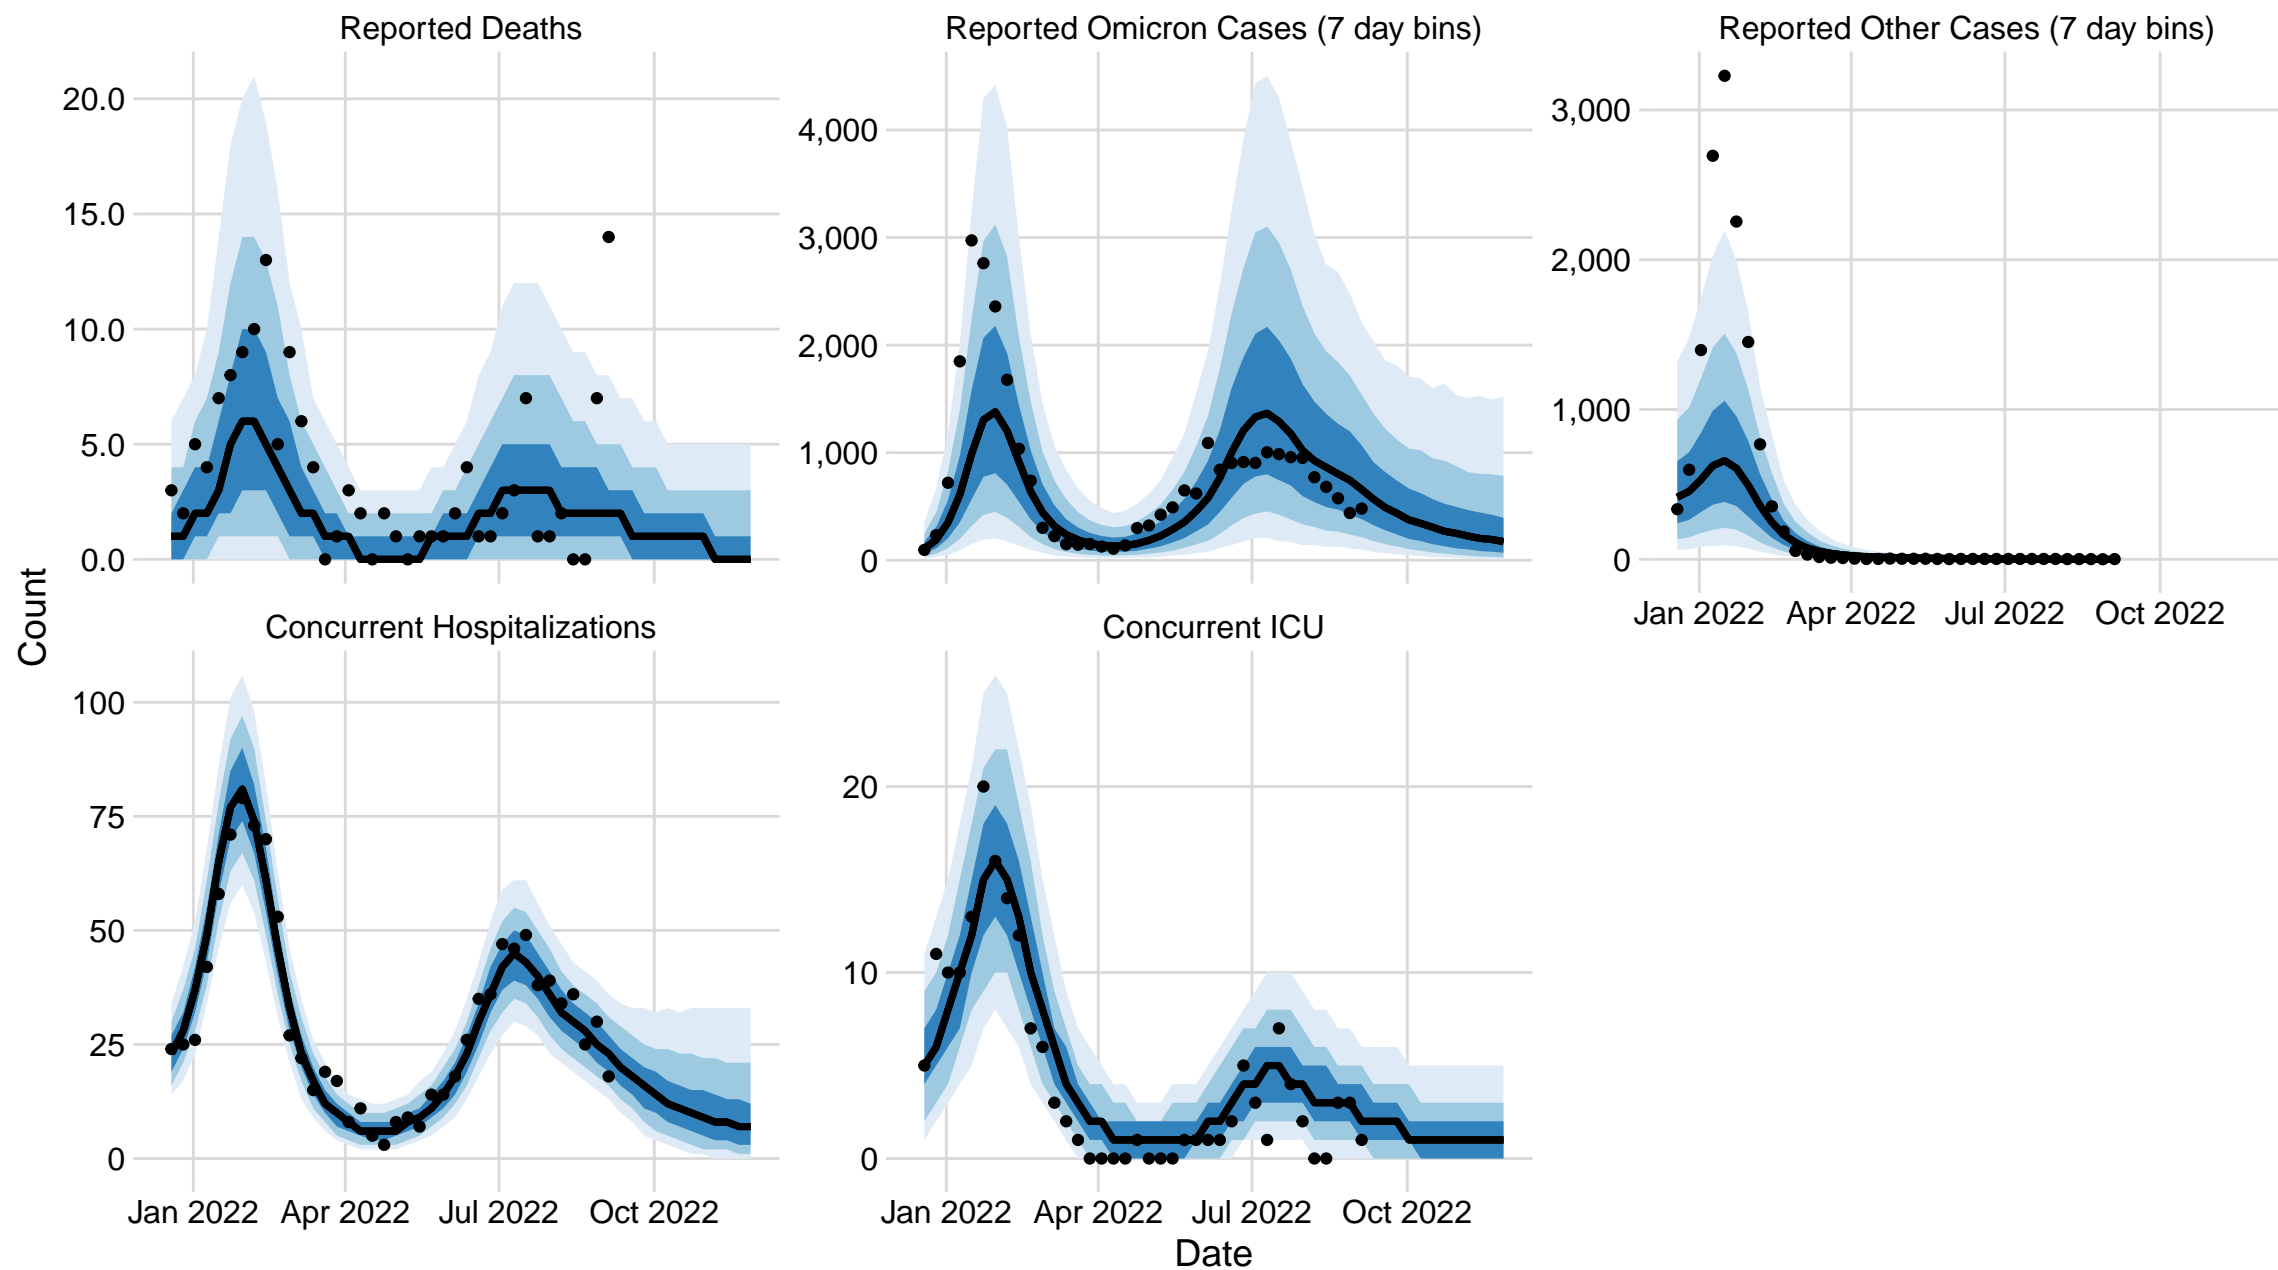 Reported Deaths
Reported Omicron Cases (7 day bins)
Reported Other Cases (7 day bins)
20.0
15.0
10.0
5.0
0.0
4,000
3,000
2,000
1,000
0
3,000
2,000
1,000
0
Jan 2022 Apr 2022 Jul 2022 Oct 2022
Count
Concurrent Hospitalizations
Concurrent ICU
100
75
50
25
0
20
10
0
Jan 2022 Apr 2022 Jul 2022 Oct 2022
Jan 2022 Apr 2022 Jul 2022 Oct 2022
Date